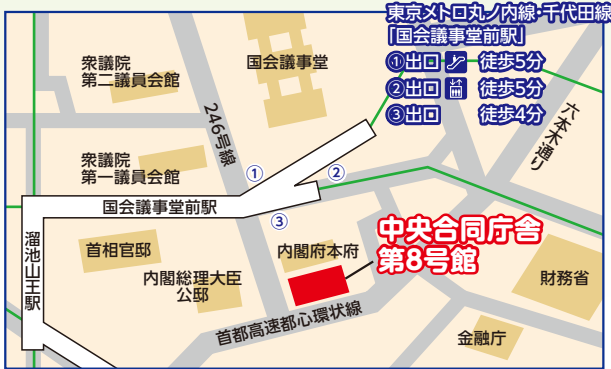 東京メトロ丸ノ内線・千代田線
「国会議事堂前駅」
①出口 徒歩5分
②出口 徒歩5分
③出口 徒歩4分
衆議院
第二議員会館
国会議事堂
246号線
六本木通り
衆議院
第一議員会館
①
②
③
国会議事堂前駅
溜池山王駅
首相官邸
内閣総理大臣
公邸
内閣府本府
中央合同庁舎
第8号館
財務省
首都高速都心環状線
金融庁